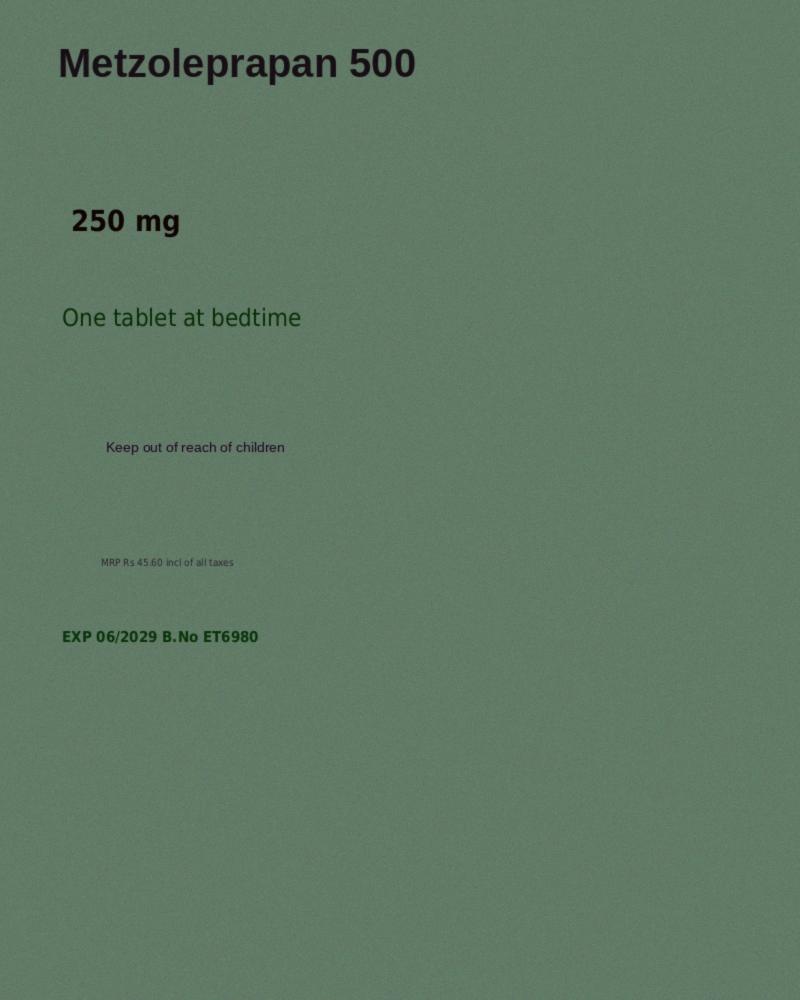 Metzoleprapan 500
250 mg
One tablet at bedtime
Keep out of reach of children
MRP Rs 45.60 incl of all taxes
EXP 06/2029 B.No ET6980